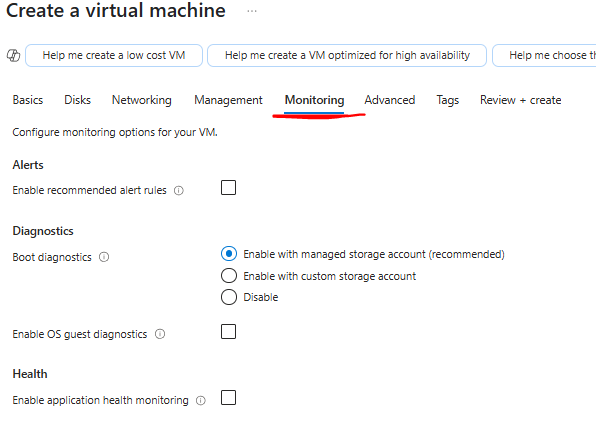 Create a virtual machine ...
Help me create a low cost VM Help me create a VM optimized for high availability Help me choose th
Basics Disks Networking Management Monitoring Advanced Tags Review + create
Configure monitoring options for your VM.
Alerts
Enable recommended alert rules
Diagnostics
Boot diagnostics Enable with managed storage account (recommended)
Enable with custom storage account
Disable
Enable OS guest diagnostics
Health
Enable application health monitoring